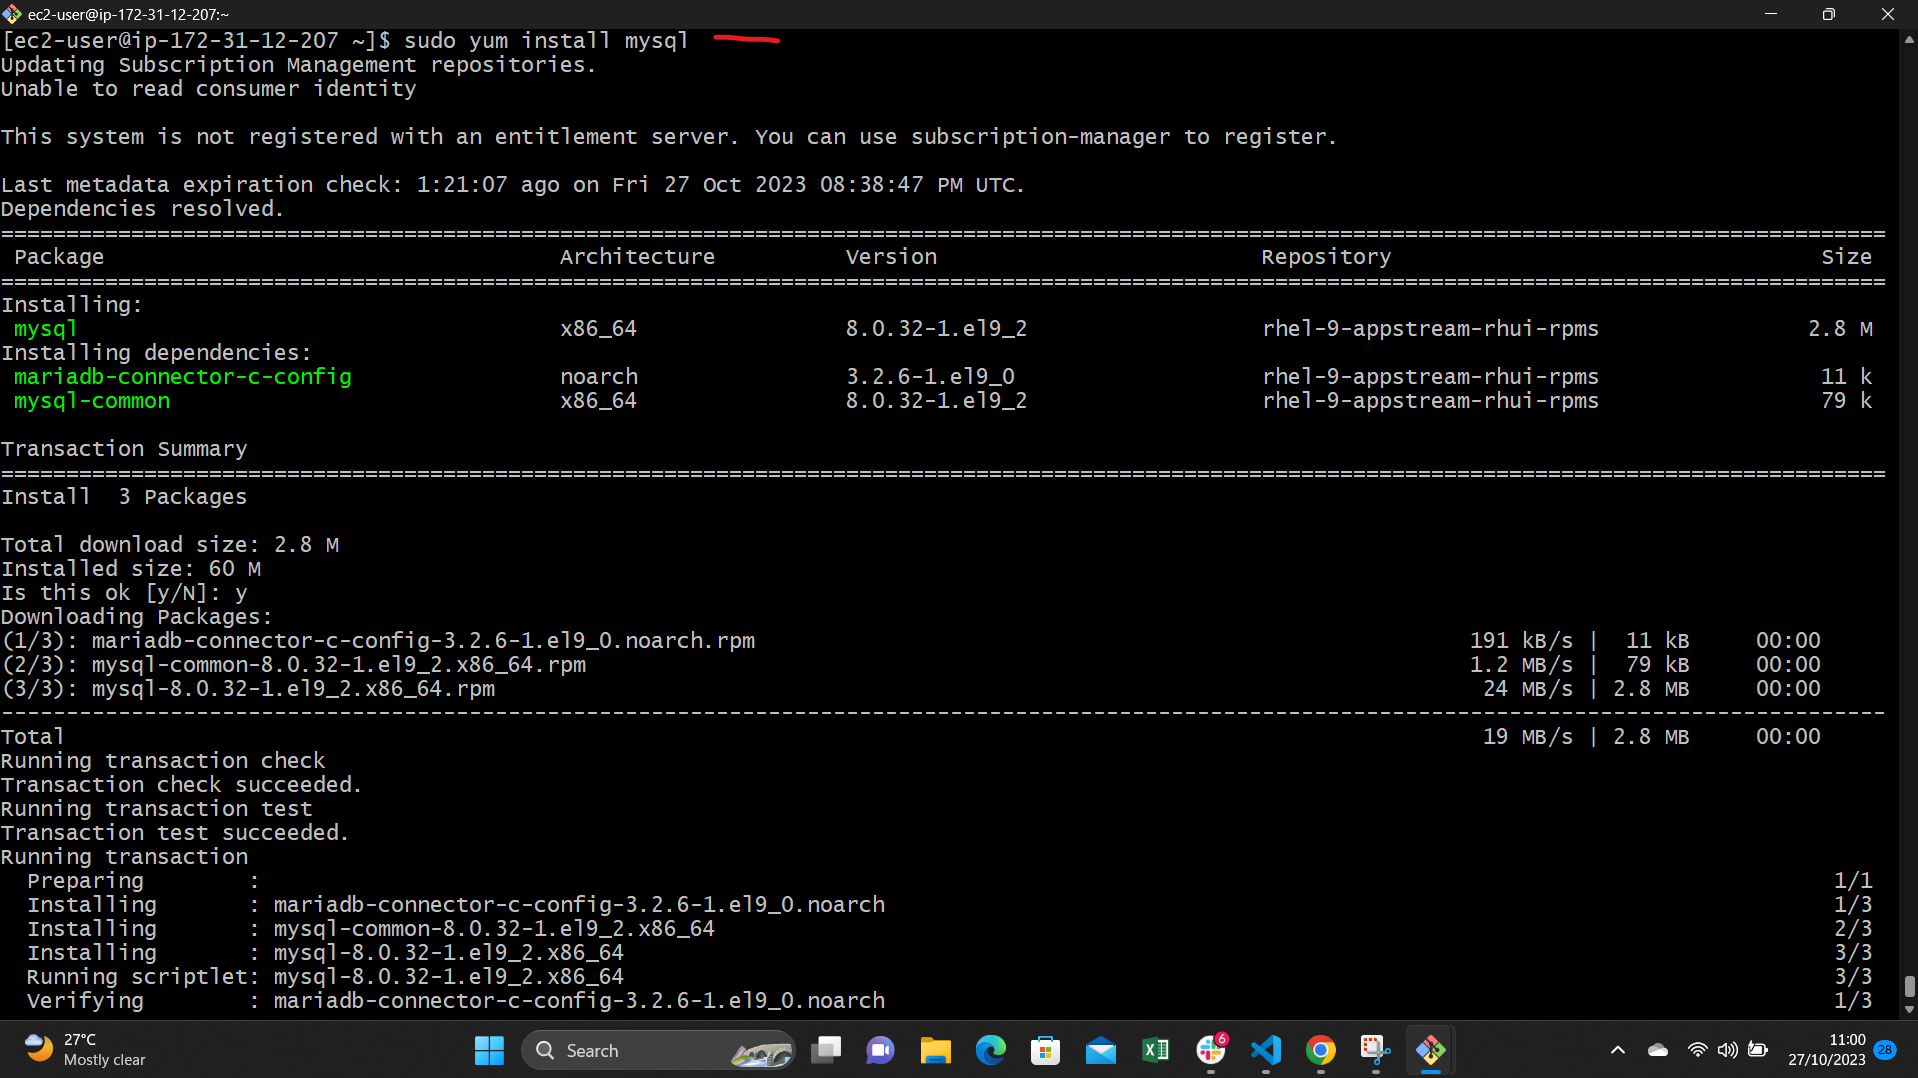 ec2-user@ip-172-31-12-207:~
[ec2-user@ip-172-31-12-207 ~]$ sudo yum install mysql
Updating Subscription Management repositories.
Unable to read consumer identity
This system is not registered with an entitlement server. You can use subscription-manager to register.
Last metadata expiration check: 1:21:07 ago on Fri 27 Oct 2023 08:38:47 PM UTC.
Dependencies resolved.
================================================================================
Package Architecture Version Repository Size
================================================================================
Installing:
mysql x86_64 8.0.32-1.el9_2 rhel-9-appstream-rhui-rpms 2.8 M
Installing dependencies:
mariadb-connector-c-config noarch 3.2.6-1.el9_0 rhel-9-appstream-rhui-rpms 11 k
mysql-common x86_64 8.0.32-1.el9_2 rhel-9-appstream-rhui-rpms 79 k
Transaction Summary
================================================================================
Install 3 Packages
Total download size: 2.8 M
Installed size: 60 M
Is this ok [y/N]: y
Downloading Packages:
(1/3): mariadb-connector-c-config-3.2.6-1.el9_0.noarch.rpm 191 kB/s | 11 kB 00:00
(2/3): mysql-common-8.0.32-1.el9_2.x86_64.rpm 1.2 MB/s | 79 kB 00:00
(3/3): mysql-8.0.32-1.el9_2.x86_64.rpm 24 MB/s | 2.8 MB 00:00
--------------------------------------------------------------------------------
Total 19 MB/s | 2.8 MB 00:00
Running transaction check
Transaction check succeeded.
Running transaction test
Transaction test succeeded.
Running transaction
Preparing : 1/1
Installing : mariadb-connector-c-config-3.2.6-1.el9_0.noarch 1/3
Installing : mysql-common-8.0.32-1.el9_2.x86_64 2/3
Installing : mysql-8.0.32-1.el9_2.x86_64 3/3
Running scriptlet: mysql-8.0.32-1.el9_2.x86_64 3/3
Verifying : mariadb-connector-c-config-3.2.6-1.el9_0.noarch 1/3
27°C
Mostly clear
Search
6
11:00
27/10/2023
28